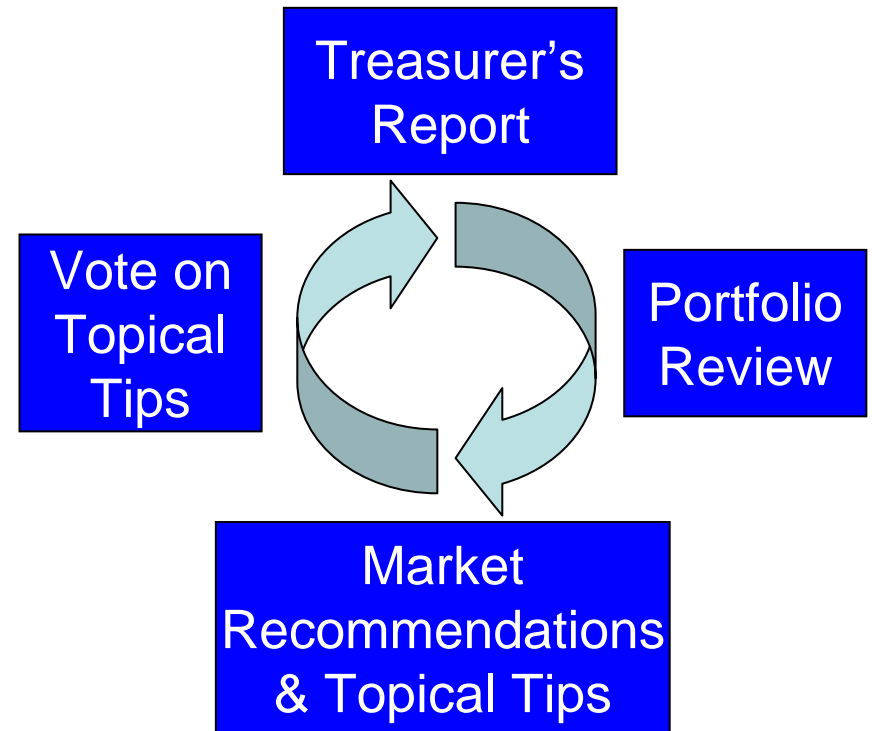 Treasurer’s
Report
Vote on
Topical
Tips
Portfolio
Review
Market
Recommendations
& Topical Tips